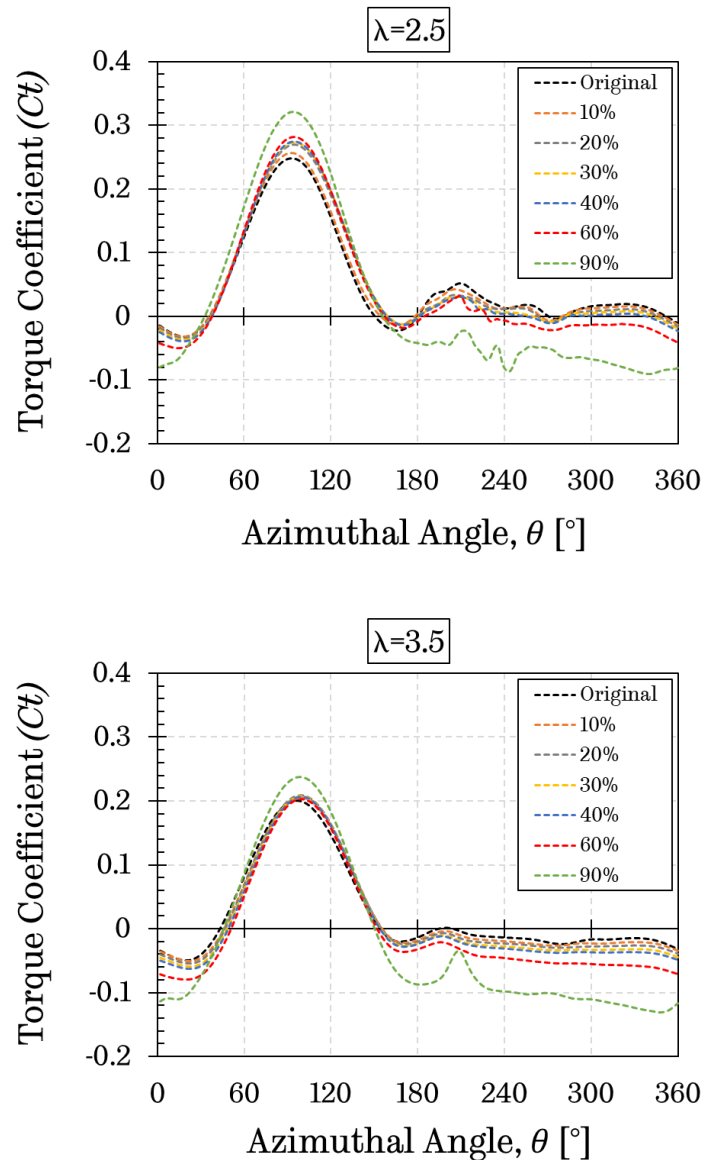 λ=2.5
Torque Coefficient (Ct)
0.4
0.3
0.2
0.1
0
-0.1
-0.2
Original
10%
20%
30%
40%
60%
90%
0 60 120 180 240 300 360
Azimuthal Angle, θ [°]
λ=3.5
Torque Coefficient (Ct)
0.4
0.3
0.2
0.1
0
-0.1
-0.2
Original
10%
20%
30%
40%
60%
90%
0 60 120 180 240 300 360
Azimuthal Angle, θ [°]